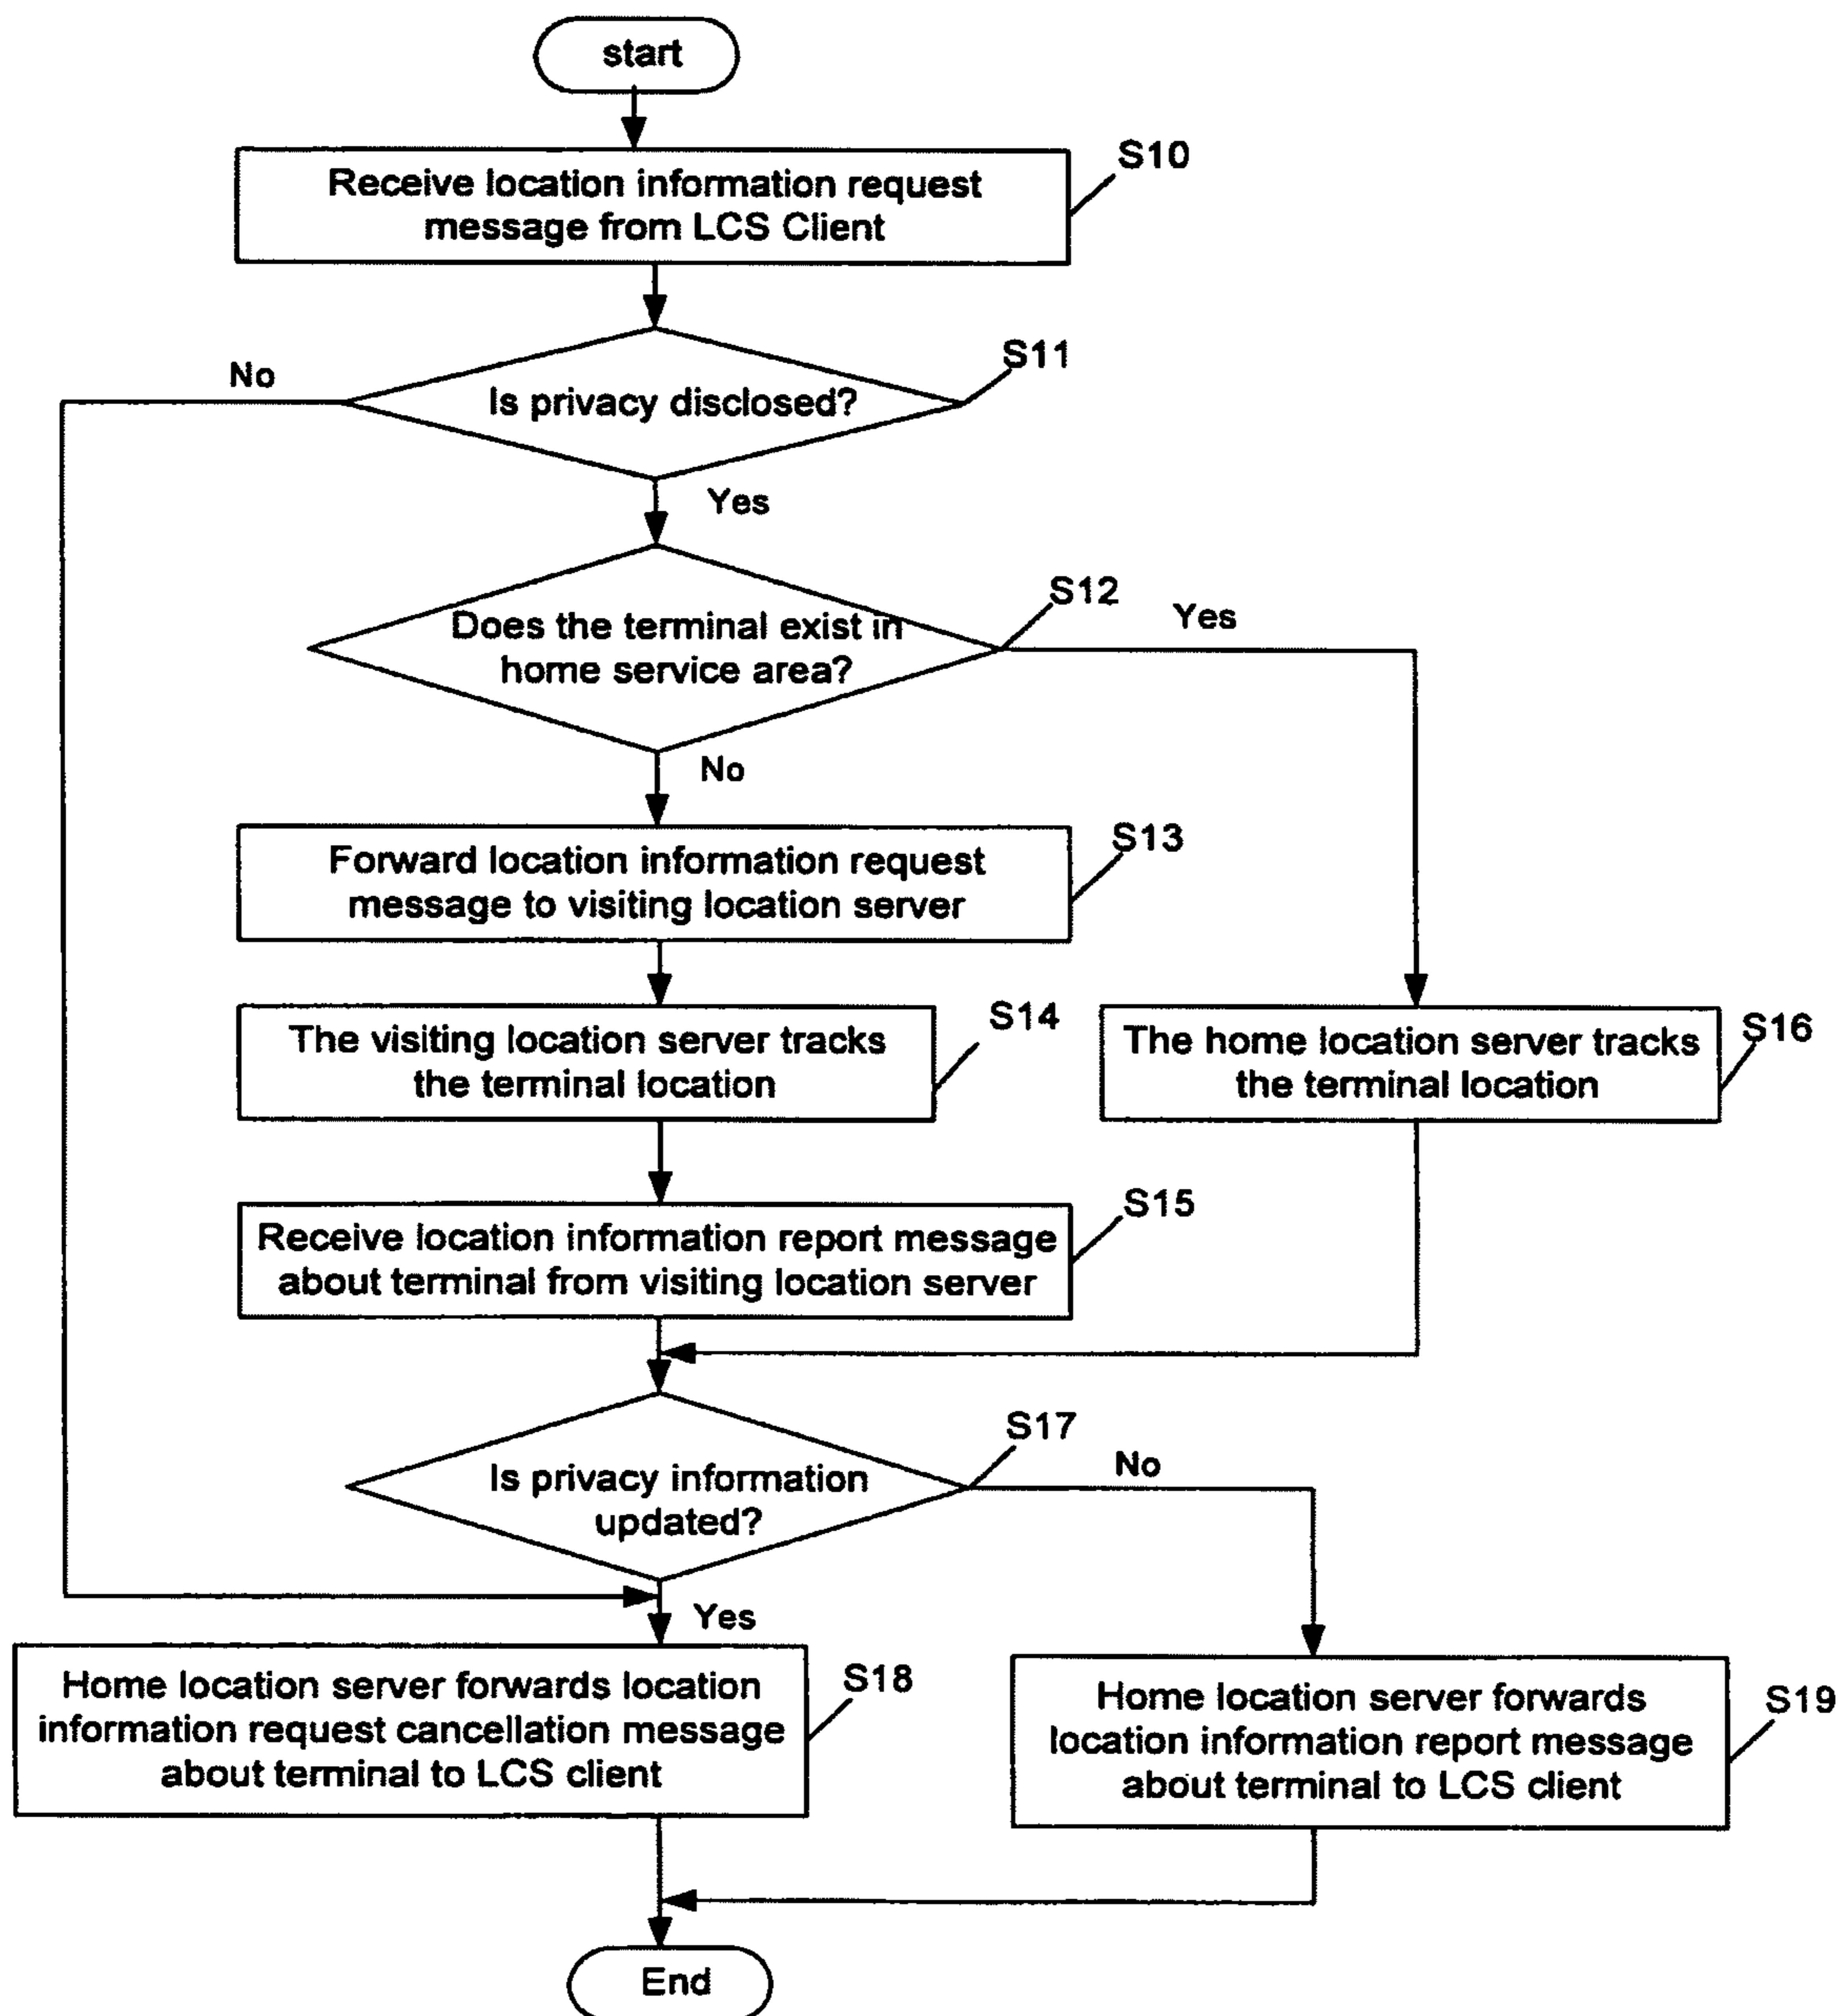 start
S10
Receive location information request
message from LCS Client
No
S11
Is privacy disclosed?
Yes
S12
Yes
Does the terminal exist in
home service area?
No
S13
Forward location information request
message to visiting location server
S14
The visiting location server tracks
the terminal location
S16
The home location server tracks
the terminal location
S15
Receive location information report message
about terminal from visiting location server
S17
No
Is privacy information
updated?
Yes
S18
Home location server forwards location
information request cancellation message
about terminal to LCS client
S19
Home location server forwards
location information report message
about terminal to LCS client
End